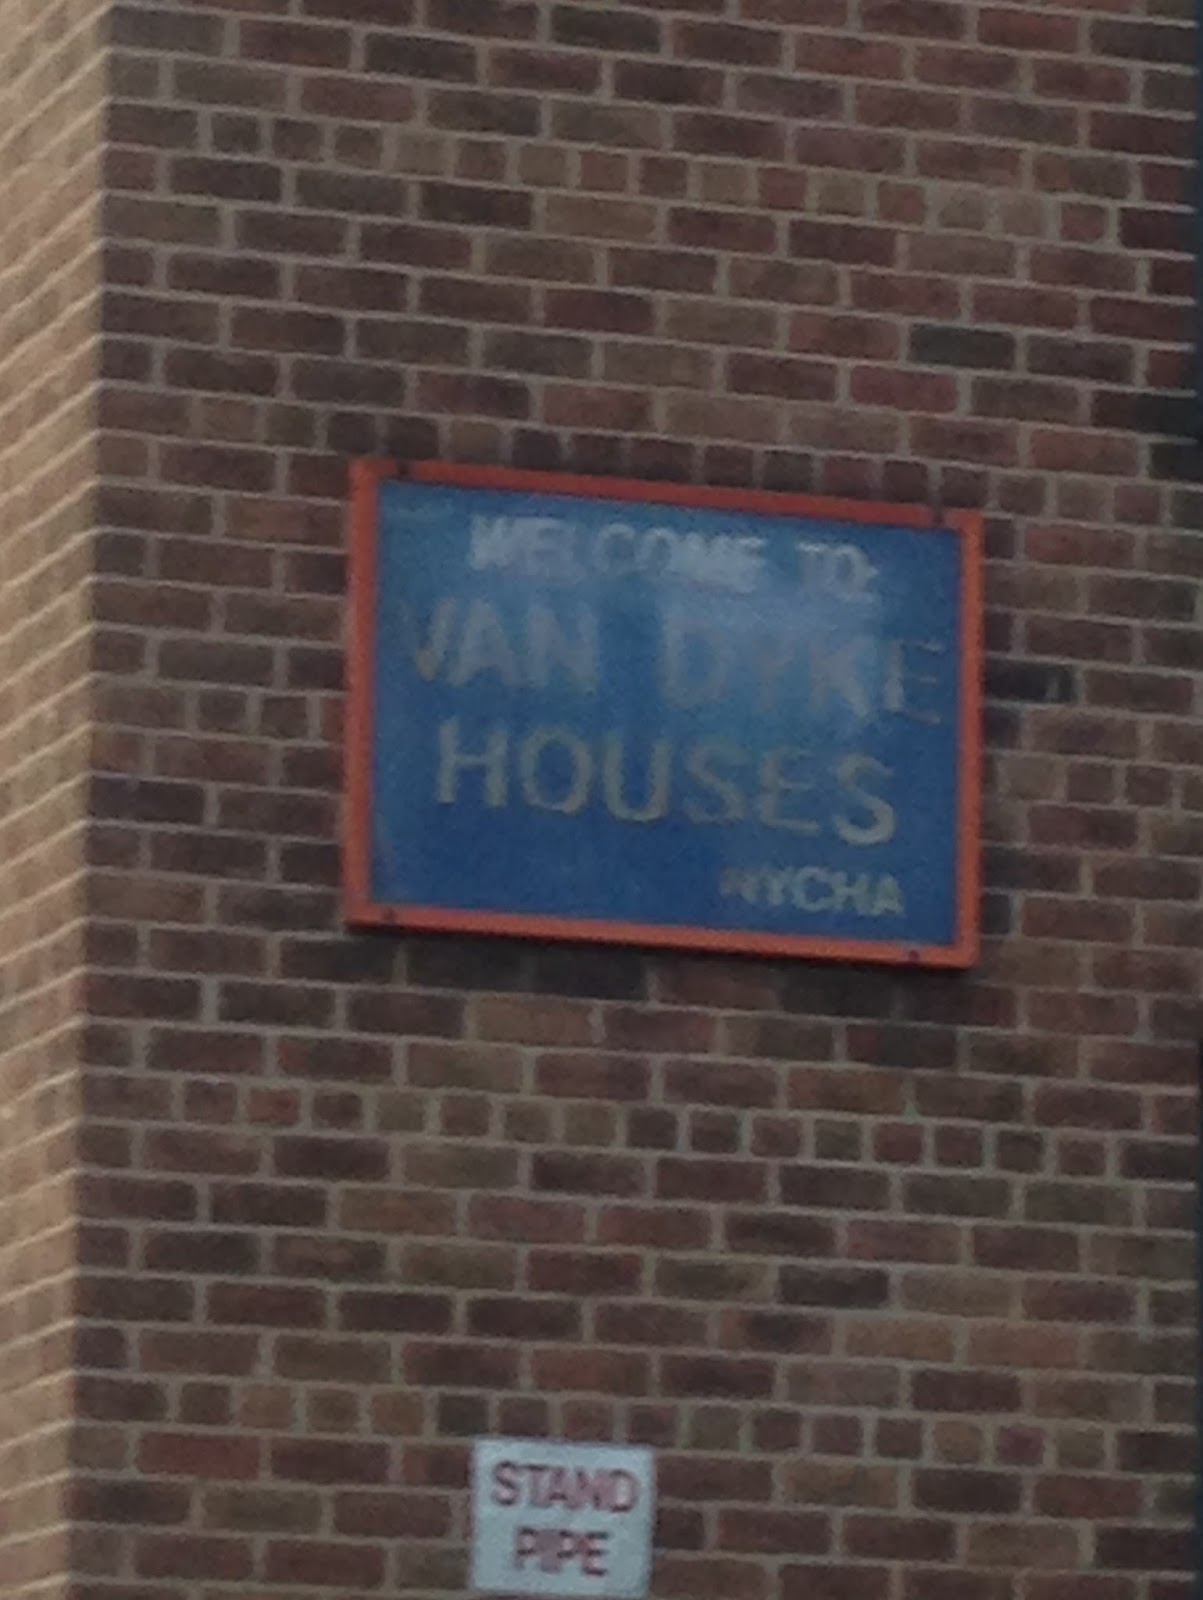 WELCOME TO:
VAN DYKE
HOUSES
NYCHA
STAND
PIPE